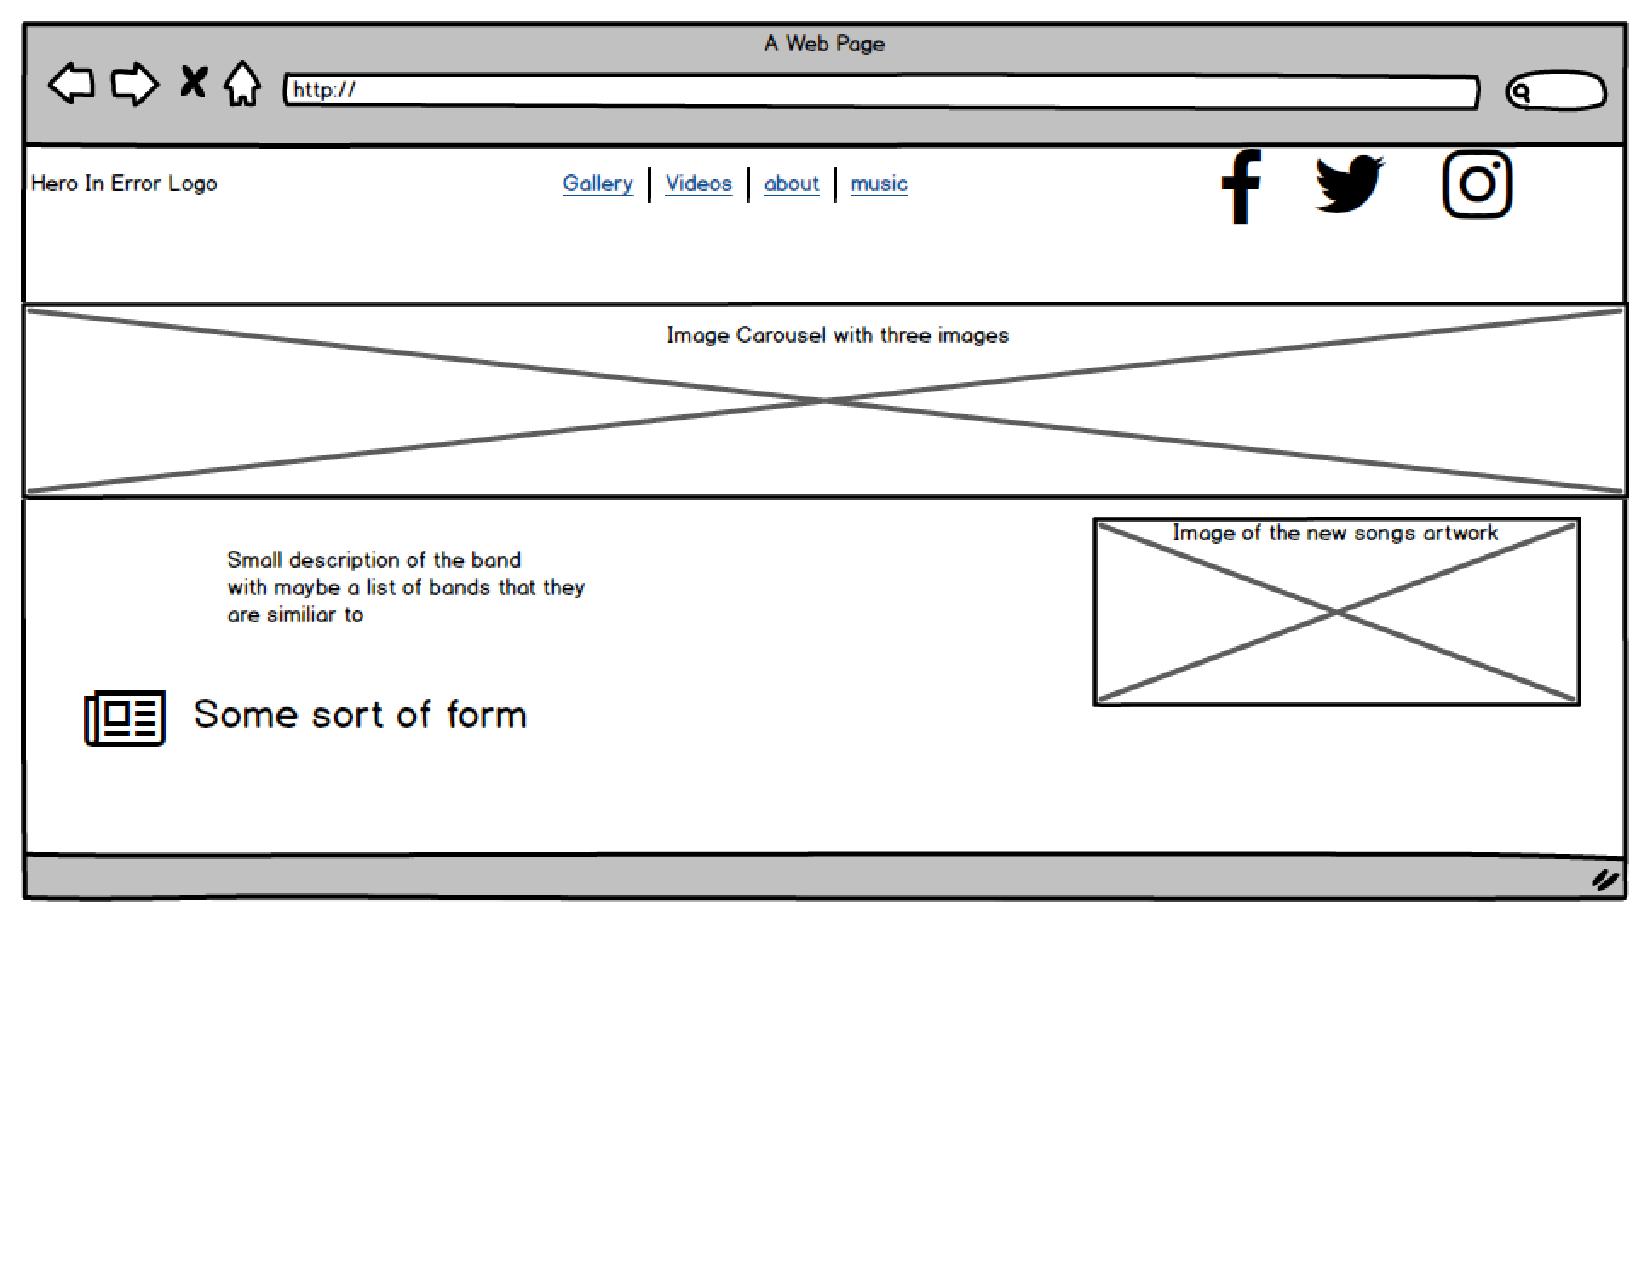 A Web Page
http://
Hero In Error Logo
Gallery | Videos | about | music
Image Carousel with three images
Image of the new songs artwork
Small description of the band
with maybe a list of bands that they
are similiar to
Some sort of form